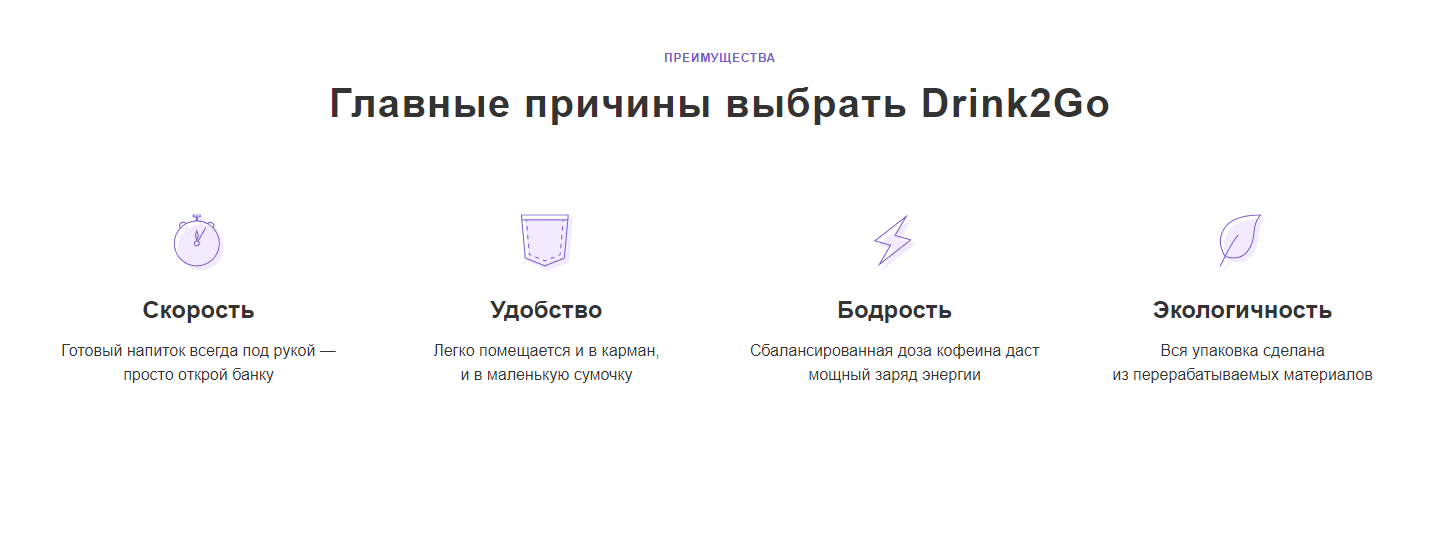 ПРЕИМУЩЕСТВА
Главные причины выбрать Drink2Go
Скорость
Готовый напиток всегда под рукой —
просто открой банку
Удобство
Легко помещается и в карман,
и в маленькую сумочку
Бодрость
Сбалансированная доза кофеина даст
мощный заряд энергии
Экологичность
Вся упаковка сделана
из перерабатываемых материалов